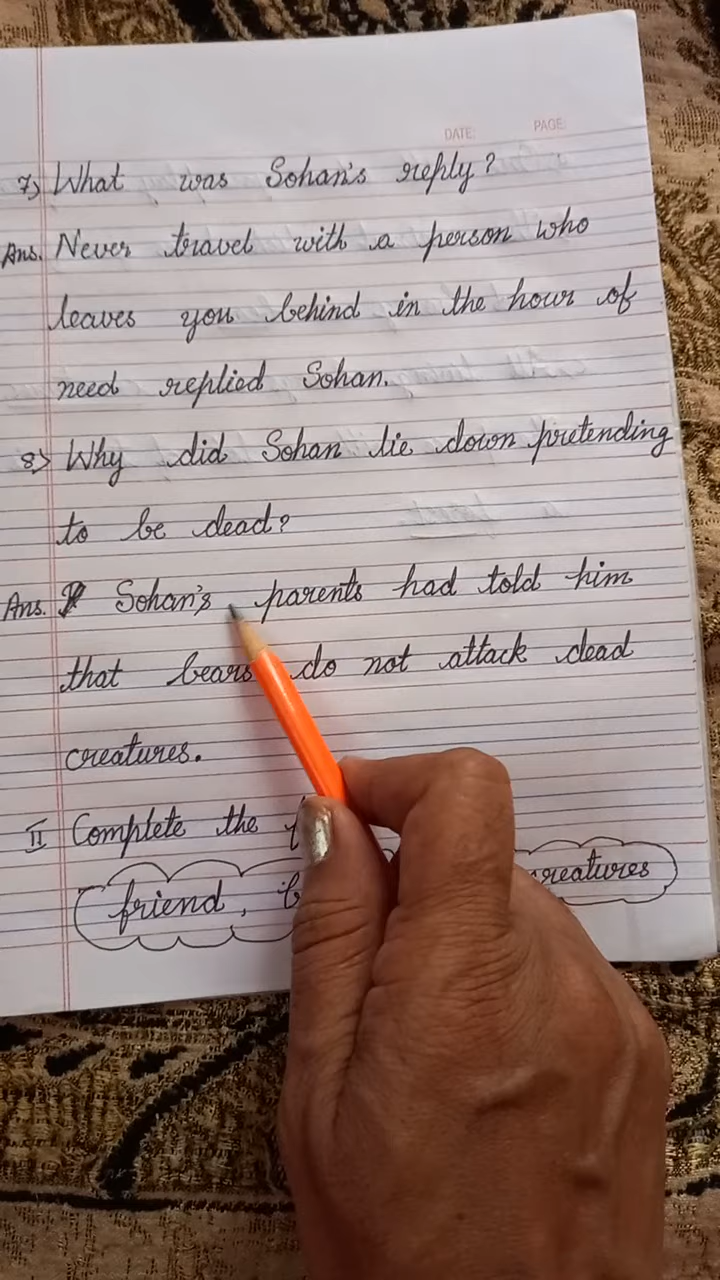 DATE: PAGE:
7) What was Sohan's reply?
Ans. Never travel with a person who
leaves you behind in the hour of
need replied Sohan.
8) Why did Sohan lie down pretending
to be dead?
Ans. Sohan's parents had told him
that bears do not attack dead
creatures.
II Complete the
friend, creatures